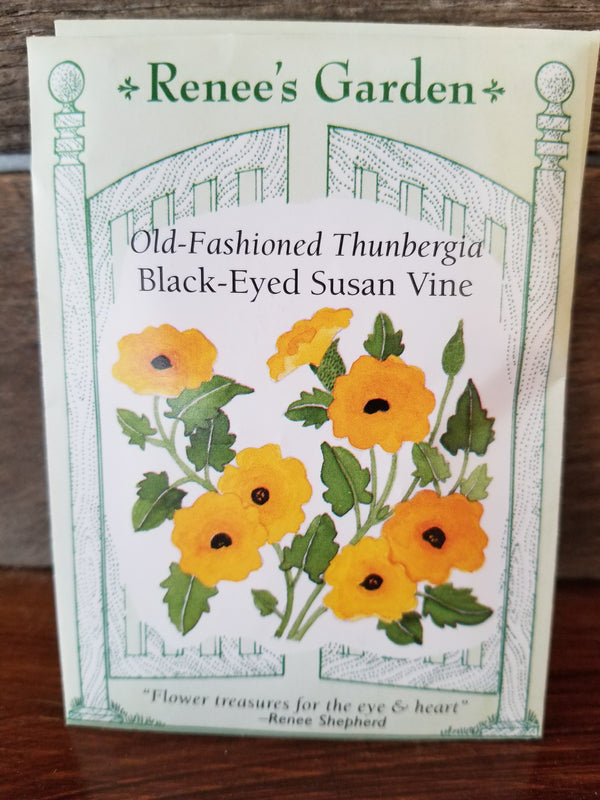 Renee's Garden
Old-Fashioned Thunbergia
Black-Eyed Susan Vine
"Flower treasures for the eye & heart"
—Renee Shepherd